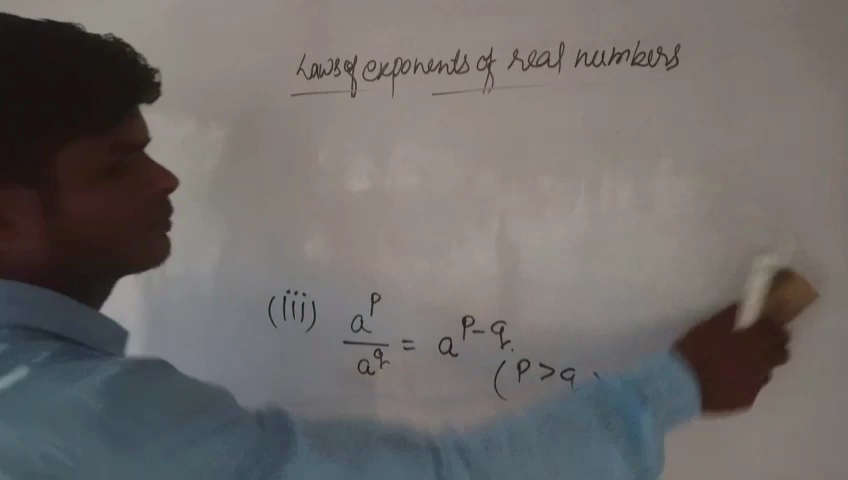 Laws of exponents of real numbers
(iii) a^p / a^q = a^(p-q)
(p > q